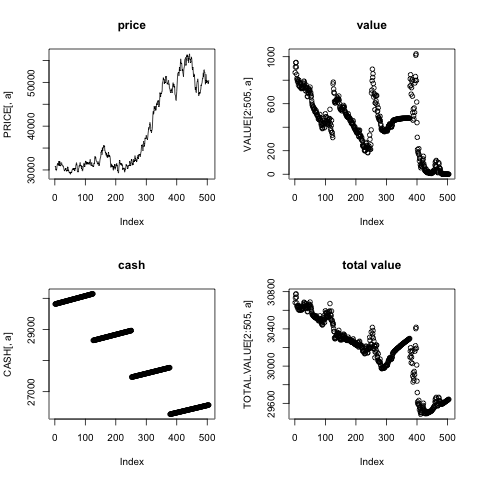 price
PRICE[, a]
30000 40000 50000
0 100 200 300 400 500
Index
value
VALUE[2:505, a]
0 200 600 1000
0 100 200 300 400 500
Index
cash
CASH[, a]
27000 29000
0 100 200 300 400 500
Index
total value
TOTAL.VALUE[2:505, a]
29600 30000 30400 30800
0 100 200 300 400 500
Index